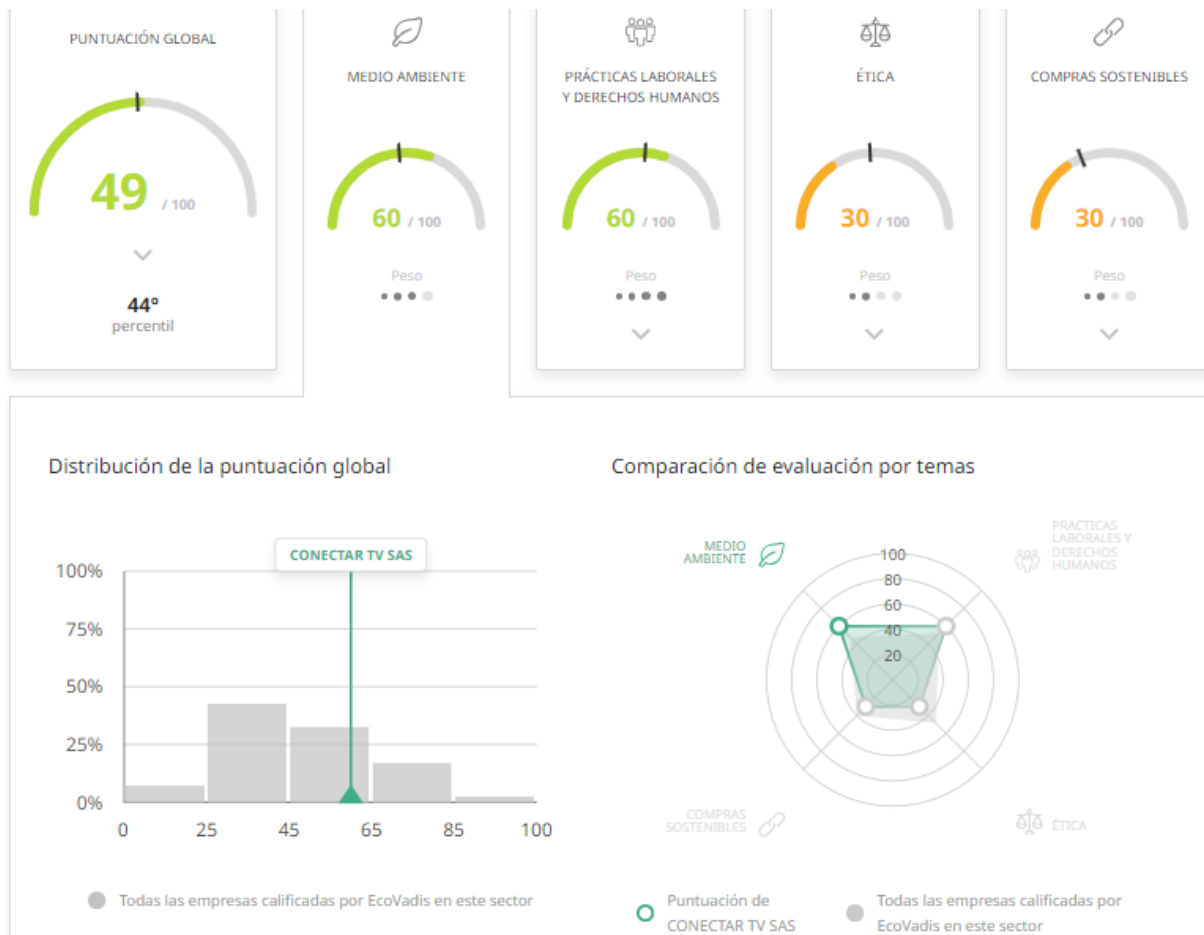 PUNTUACIÓN GLOBAL
49 / 100
44°
percentil
MEDIO AMBIENTE
60 / 100
Peso
PRÁCTICAS LABORALES
Y DERECHOS HUMANOS
60 / 100
Peso
ÉTICA
30 / 100
Peso
COMPRAS SOSTENIBLES
30 / 100
Peso
Distribución de la puntuación global
CONECTAR TV SAS
100%
75%
50%
25%
0%
0 25 45 65 85 100
Todas las empresas calificadas por EcoVadis en este sector
Comparación de evaluación por temas
MEDIO
AMBIENTE
PRACTICAS
LABORALES Y
DERECHOS
HUMANOS
100
80
60
40
20
COMPRAS
SOSTENIBLES
ÉTICA
Puntuación de
CONECTAR TV SAS
Todas las empresas calificadas por
EcoVadis en este sector